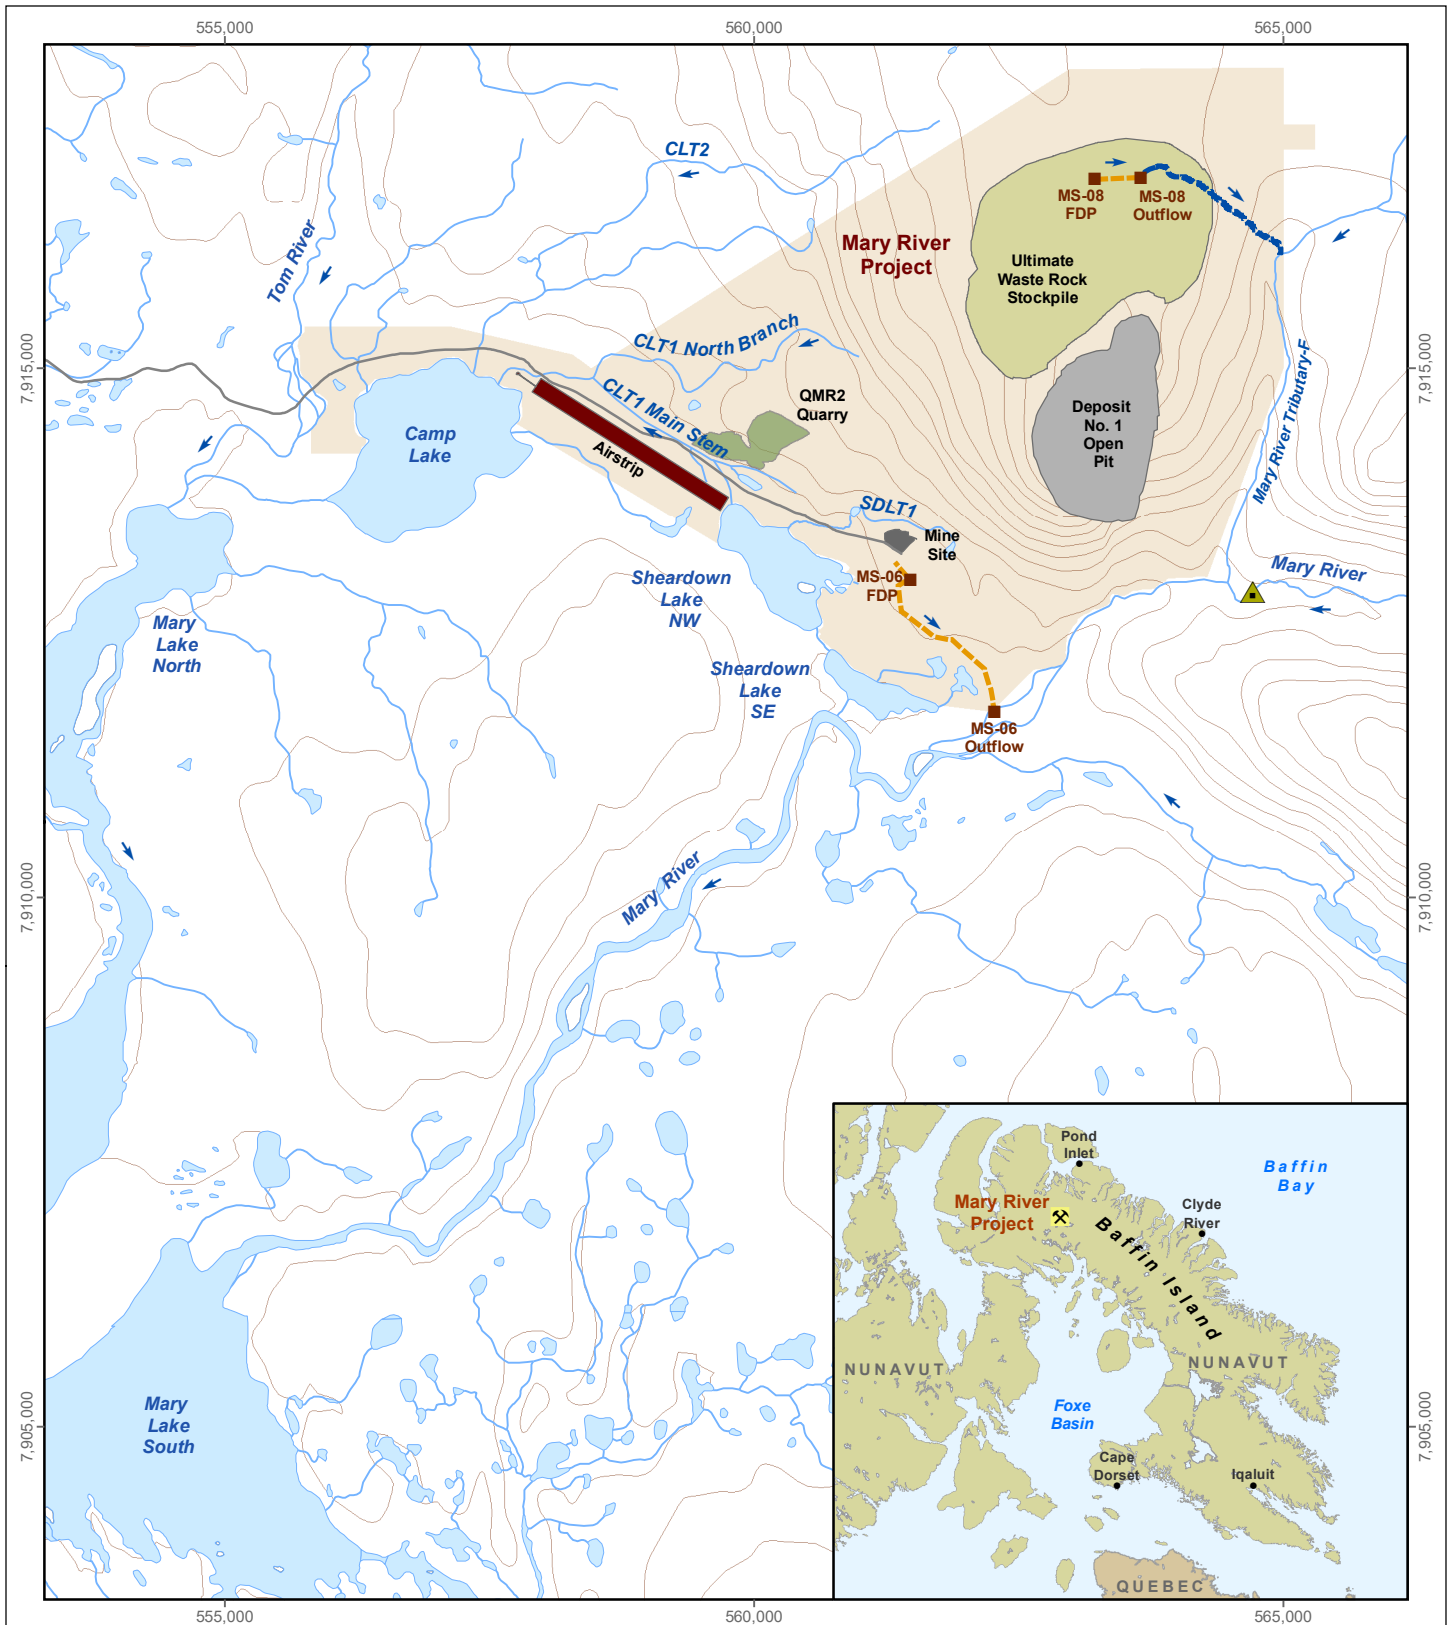 555,000
560,000
565,000
CLT2
MS-08
FDP
MS-08
Outflow
Tom River
Mary River
Project
Ultimate
Waste Rock
Stockpile
7,915,000
7,915,000
CLT1 North Branch
Mary River Tributary-F
CLT1 Main Stem
QMR2
Quarry
Deposit
No. 1
Open
Pit
Camp
Lake
Airstrip
SDLT1
Mine
Site
Mary River
MS-06
FDP
Sheardown
Lake
NW
Mary
Lake
North
Sheardown
Lake
SE
MS-06
Outflow
Mary River
7,910,000
7,910,000
Pond
Inlet
Baffin
Bay
Mary River
Project
Clyde
River
Baffin Island
NUNAVUT
NUNAVUT
Foxe
Basin
Mary
Lake
South
7,905,000
7,905,000
Cape
Dorset
Iqaluit
QUEBEC
555,000
560,000
565,000